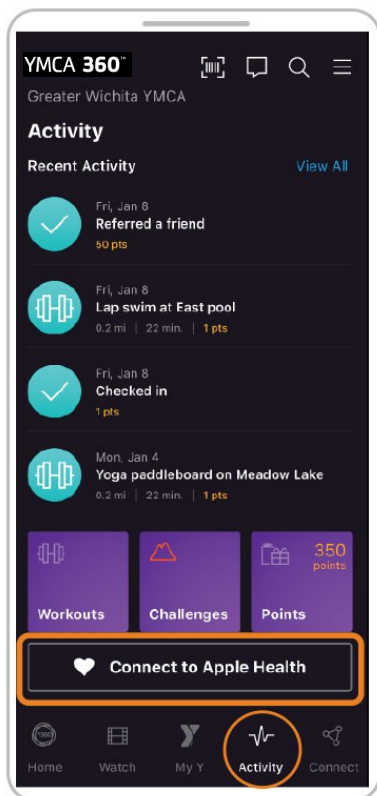 YMCA 360™
Greater Wichita YMCA
Activity
Recent Activity View All
Fri, Jan 8
Referred a friend
50 pts
Fri, Jan 8
Lap swim at East pool
0.2 mi | 22 min. | 1 pts
Fri, Jan 8
Checked in
1 pts
Mon, Jan 4
Yoga paddleboard on Meadow Lake
0.2 mi | 22 min. | 1 pts
350
points
Workouts Challenges Points
Connect to Apple Health
Y360
Home Watch My Y Activity Connect